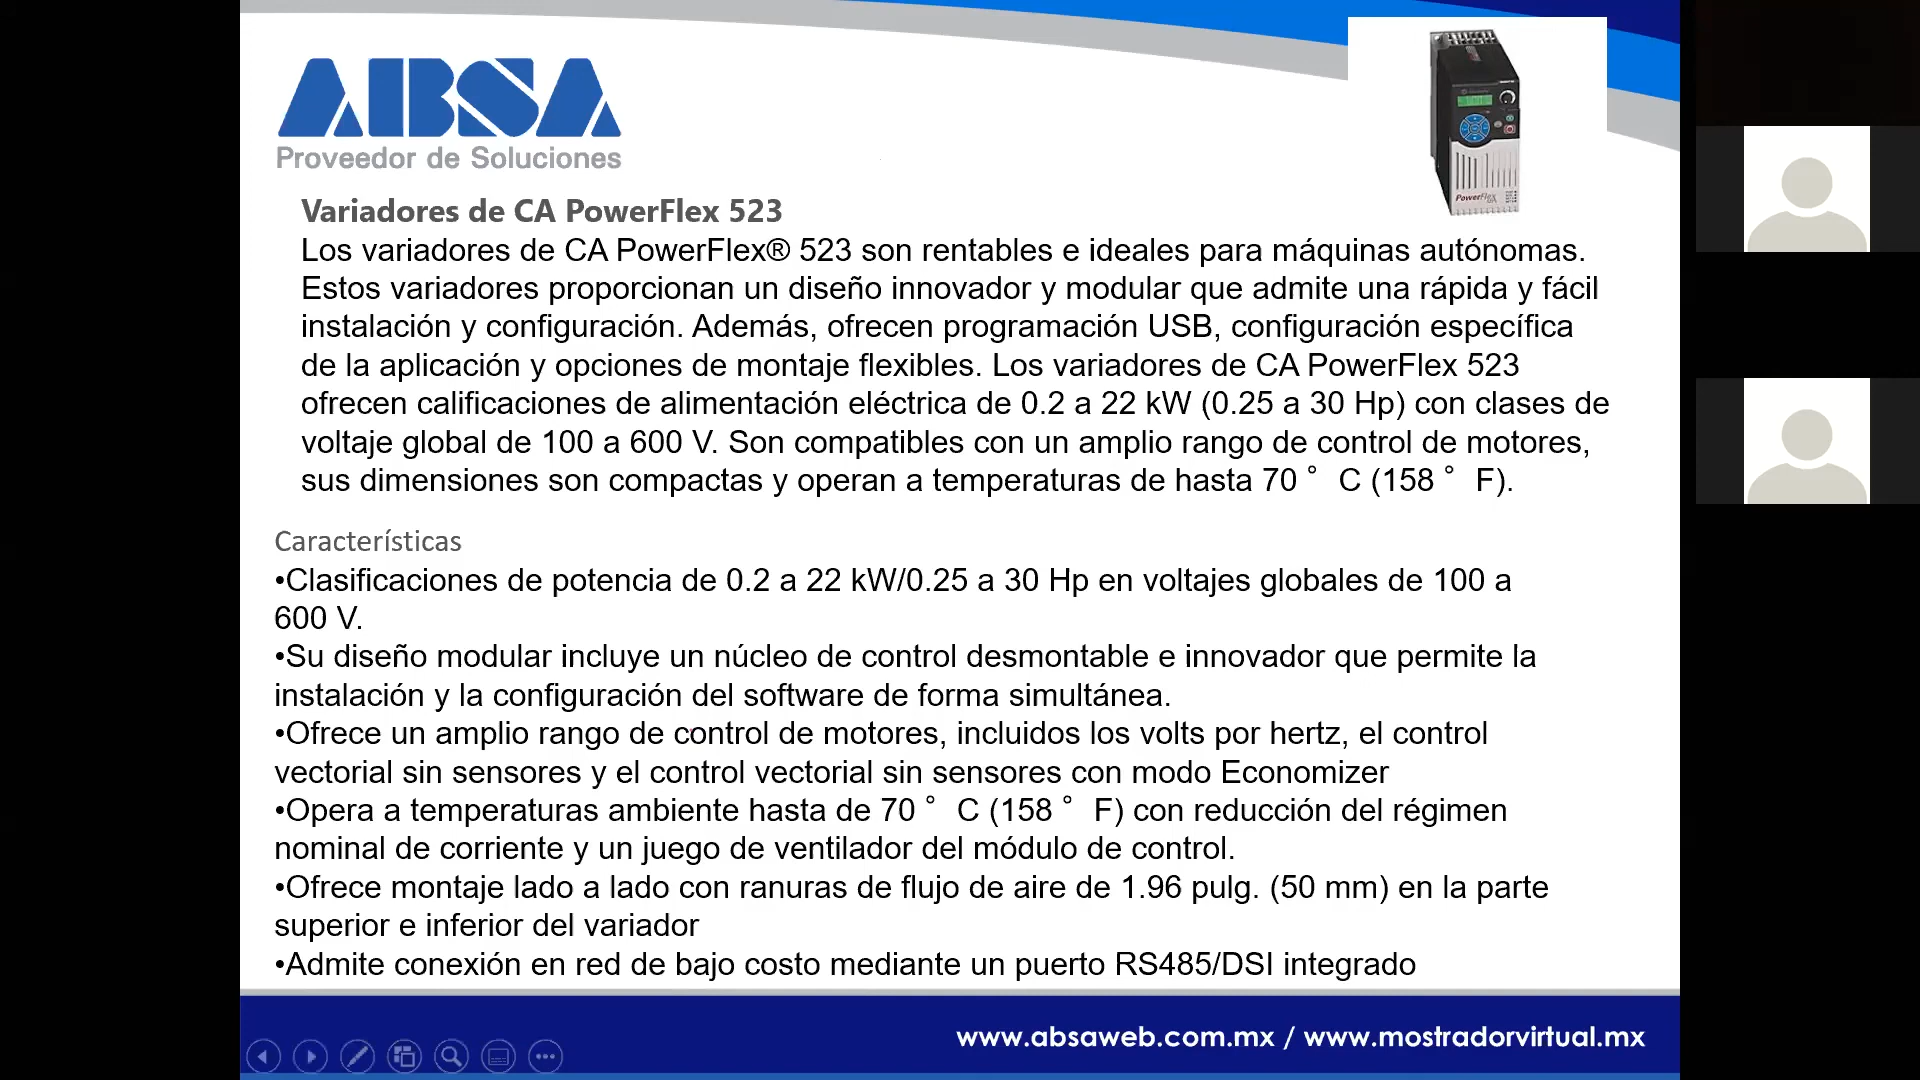 ABSA
Proveedor de Soluciones
Variadores de CA PowerFlex 523
Los variadores de CA PowerFlex® 523 son rentables e ideales para máquinas autónomas.
Estos variadores proporcionan un diseño innovador y modular que admite una rápida y fácil
instalación y configuración. Además, ofrecen programación USB, configuración específica
de la aplicación y opciones de montaje flexibles. Los variadores de CA PowerFlex 523
ofrecen calificaciones de alimentación eléctrica de 0.2 a 22 kW (0.25 a 30 Hp) con clases de
voltaje global de 100 a 600 V. Son compatibles con un amplio rango de control de motores,
sus dimensiones son compactas y operan a temperaturas de hasta 70 ° C (158 ° F).
Características
•Clasificaciones de potencia de 0.2 a 22 kW/0.25 a 30 Hp en voltajes globales de 100 a
600 V.
•Su diseño modular incluye un núcleo de control desmontable e innovador que permite la
instalación y la configuración del software de forma simultánea.
•Ofrece un amplio rango de control de motores, incluidos los volts por hertz, el control
vectorial sin sensores y el control vectorial sin sensores con modo Economizer
•Opera a temperaturas ambiente hasta de 70 ° C (158 ° F) con reducción del régimen
nominal de corriente y un juego de ventilador del módulo de control.
•Ofrece montaje lado a lado con ranuras de flujo de aire de 1.96 pulg. (50 mm) en la parte
superior e inferior del variador
•Admite conexión en red de bajo costo mediante un puerto RS485/DSI integrado
www.absaweb.com.mx / www.mostradorvirtual.mx
PowerFlex